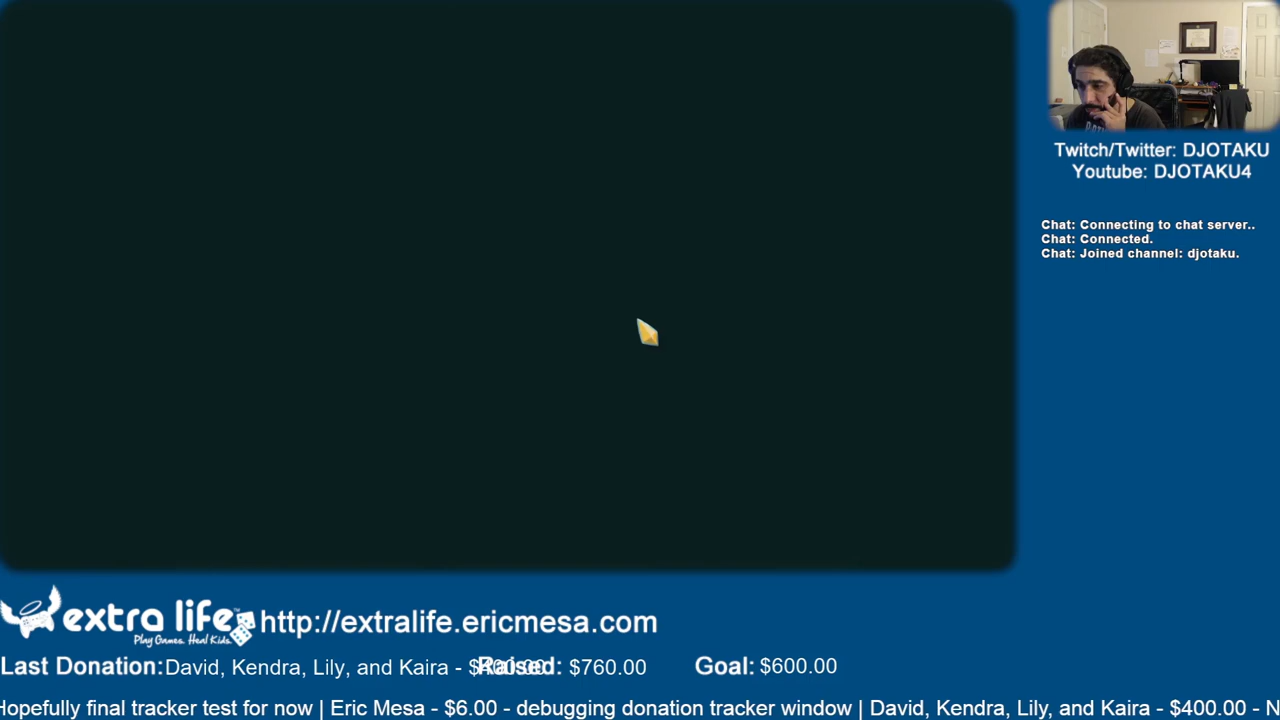 Twitch/Twitter: DJOTAKU
Youtube: DJOTAKU4
Chat: Connecting to chat server..
Chat: Connected.
Chat: Joined channel: djotaku.
extra life
Play Games. Heal Kids.
http://extralife.ericmesa.com
Last Donation: David, Kendra, Lily, and Kaira - $400.00 Raised: $760.00 Goal: $600.00
Hopefully final tracker test for now | Eric Mesa - $6.00 - debugging donation tracker window | David, Kendra, Lily, and Kaira - $400.00 - N